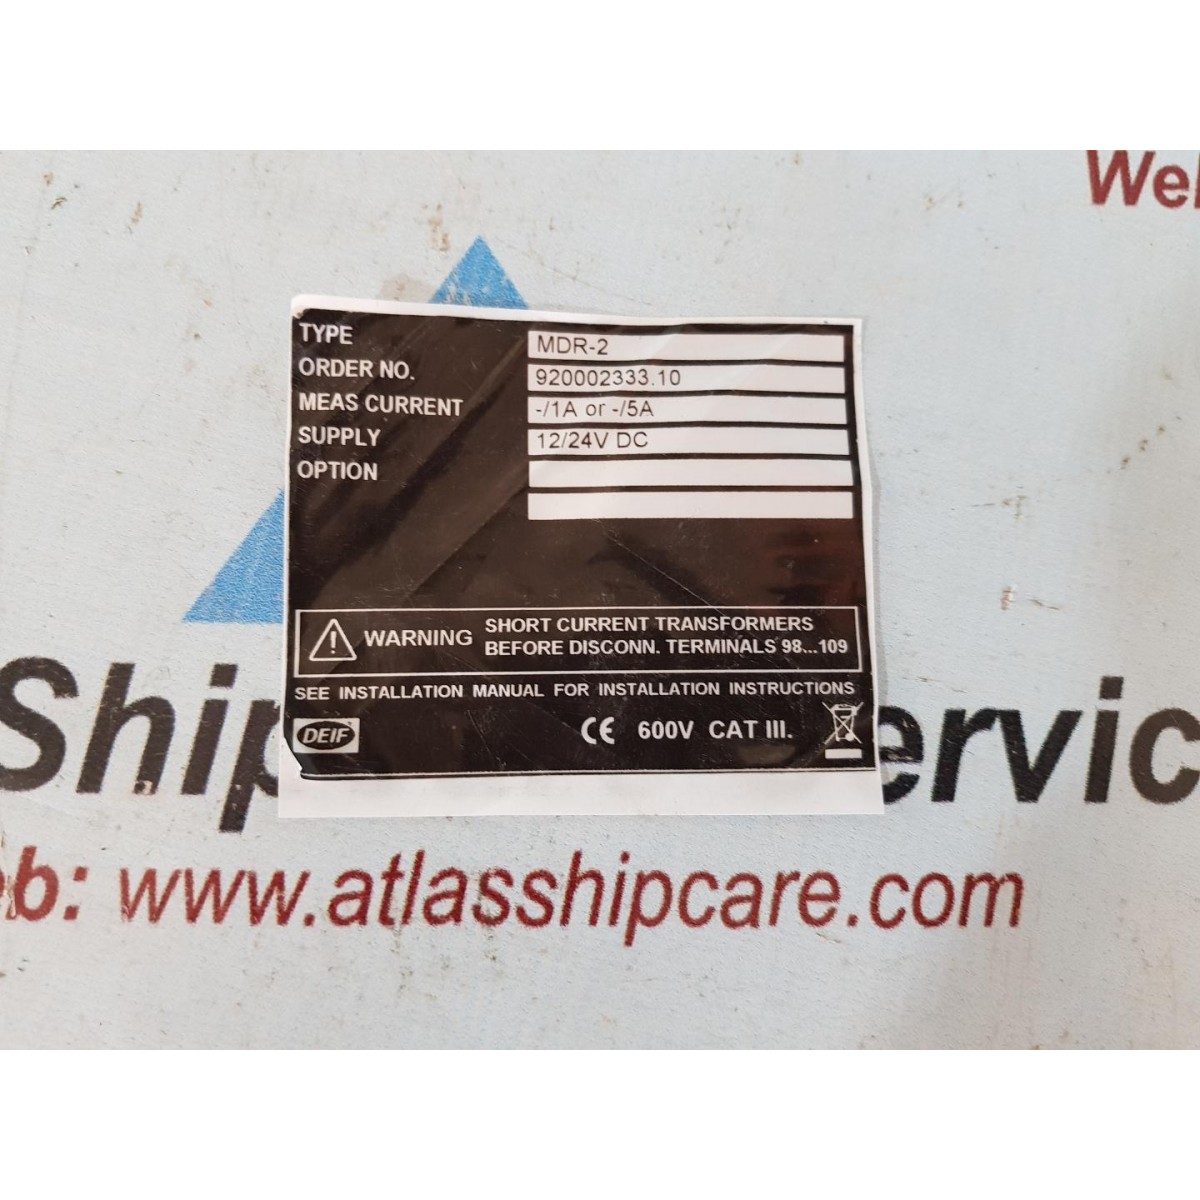 Wel
TYPE MDR-2
ORDER NO. 920002333.10
MEAS CURRENT -/1A or -/5A
SUPPLY 12/24V DC
OPTION
WARNING SHORT CURRENT TRANSFORMERS
BEFORE DISCONN. TERMINALS 98...109
SEE INSTALLATION MANUAL FOR INSTALLATION INSTRUCTIONS
DEIF CE 600V CAT III.
Ship ervic
eb: www.atlasshipcare.com